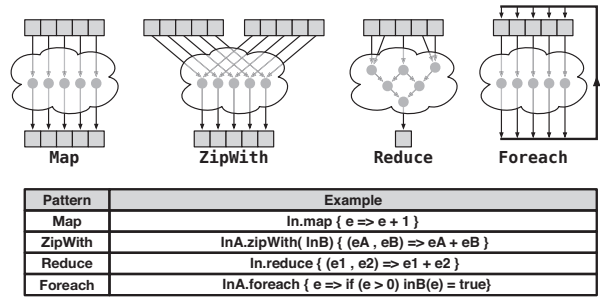 Map ZipWith Reduce Foreach
Pattern Example
Map In.map { e => e + 1 }
ZipWith InA.zipWith( InB) { (eA , eB) => eA + eB }
Reduce In.reduce { (e1 , e2) => e1 + e2 }
Foreach InA.foreach { e => if (e > 0) inB(e) = true}